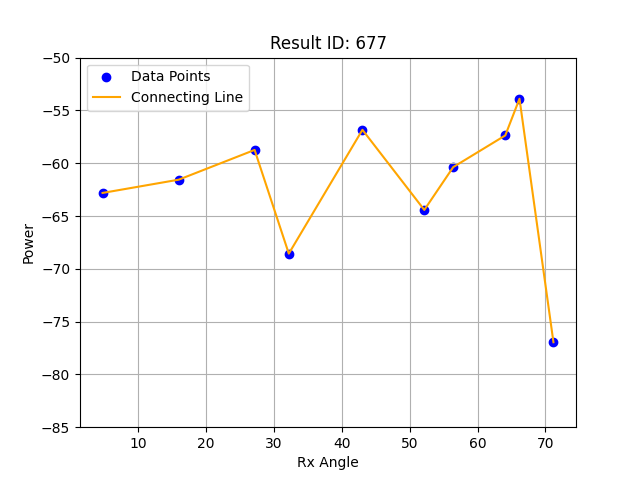 Result ID: 677
Data Points
Connecting Line
Power
−50
−55
−60
−65
−70
−75
−80
−85
10 20 30 40 50 60 70
Rx Angle